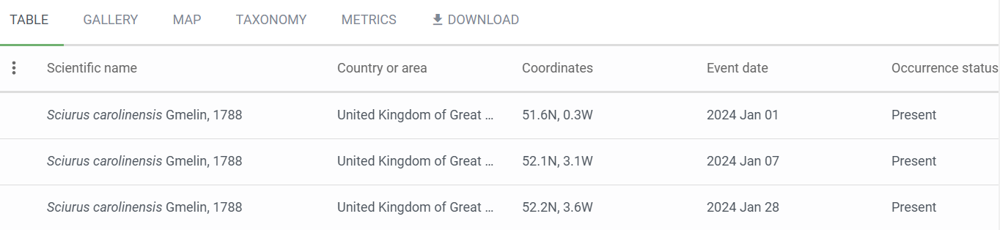 TABLE GALLERY MAP TAXONOMY METRICS DOWNLOAD
Scientific name Country or area Coordinates Event date Occurrence status
Sciurus carolinensis Gmelin, 1788 United Kingdom of Great ... 51.6N, 0.3W 2024 Jan 01 Present
Sciurus carolinensis Gmelin, 1788 United Kingdom of Great ... 52.1N, 3.1W 2024 Jan 07 Present
Sciurus carolinensis Gmelin, 1788 United Kingdom of Great ... 52.2N, 3.6W 2024 Jan 28 Present